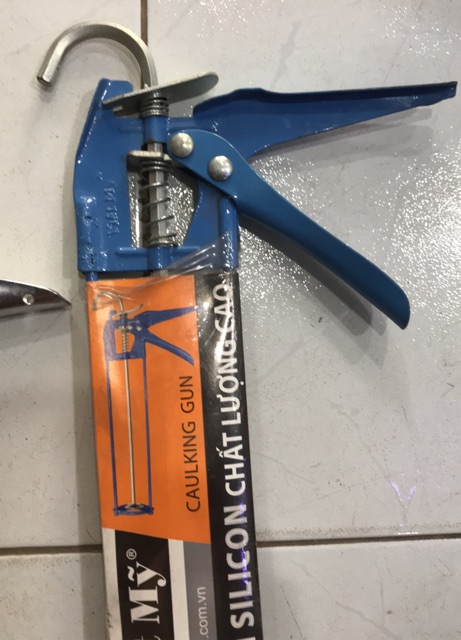 CAULKING GUN
SILICON CHẤT LƯỢNG CAO
Mỹ®
.com.vn